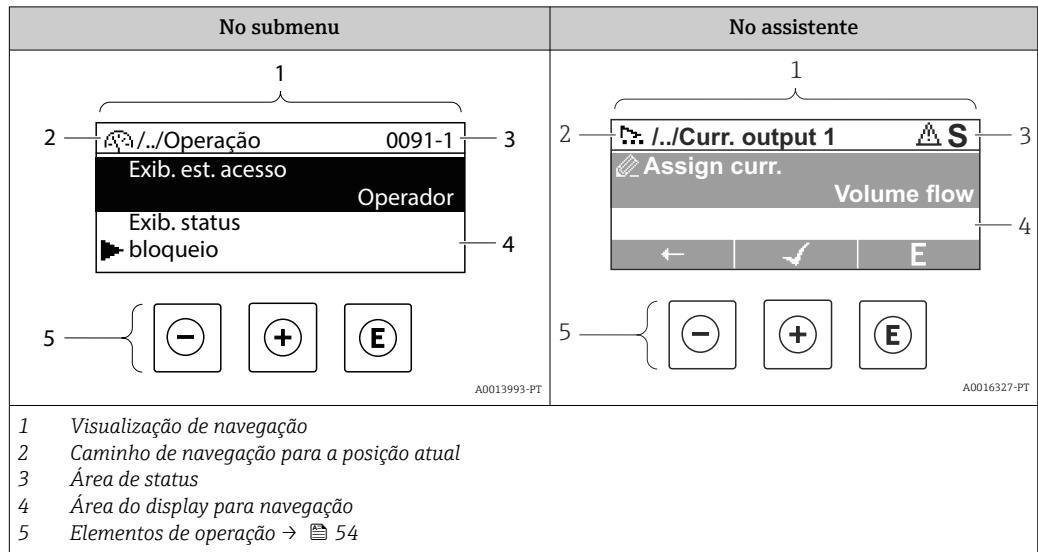 No submenu
No assistente
1
2
/../Operação 0091-1
3
Exib. est. acesso
Operador
Exib. status
bloqueio
4
5
− + E
A0013993-PT
1
2
/../Curr. output 1 S
3
Assign curr.
Volume flow
4
← ✓ E
5
− + E
A0016327-PT
1 Visualização de navegação
2 Caminho de navegação para a posição atual
3 Área de status
4 Área do display para navegação
5 Elementos de operação → 54